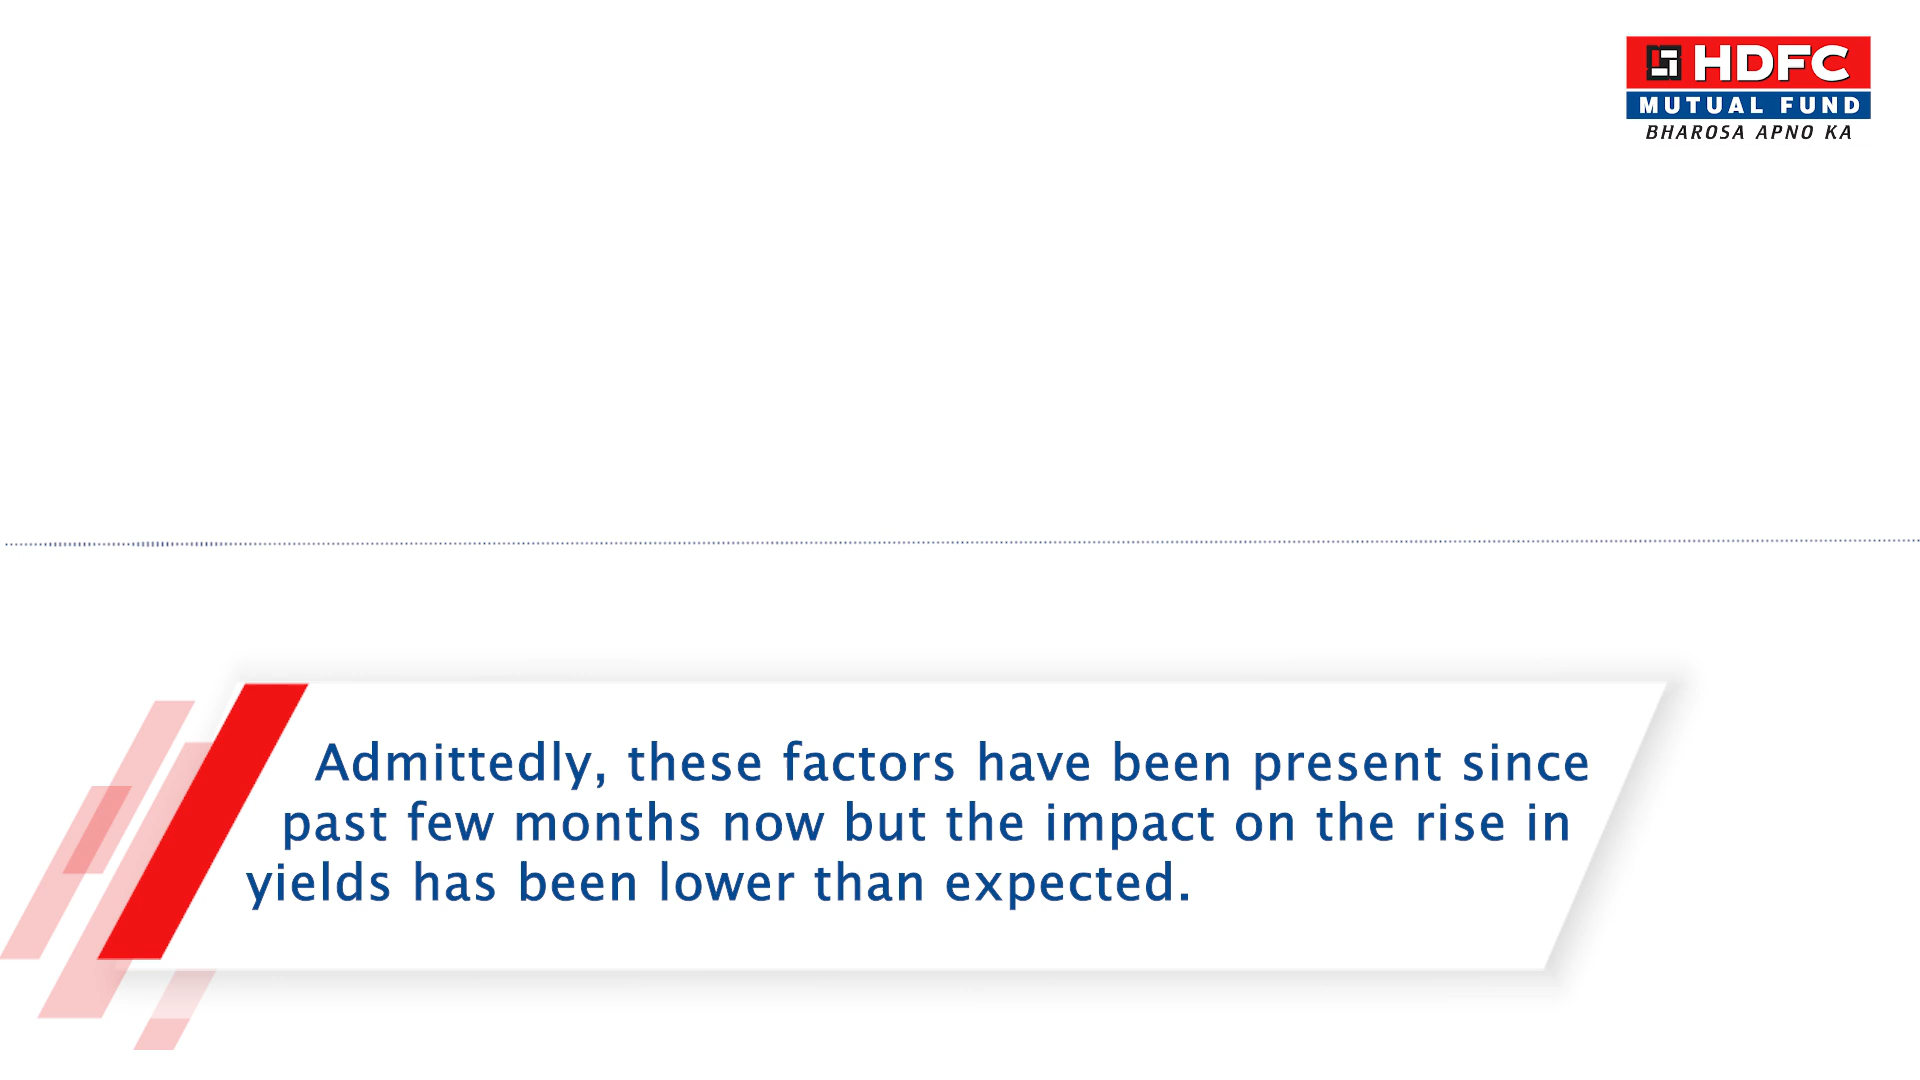 HDFC
MUTUAL FUND
BHAROSA APNO KA
Admittedly, these factors have been present since
past few months now but the impact on the rise in
yields has been lower than expected.